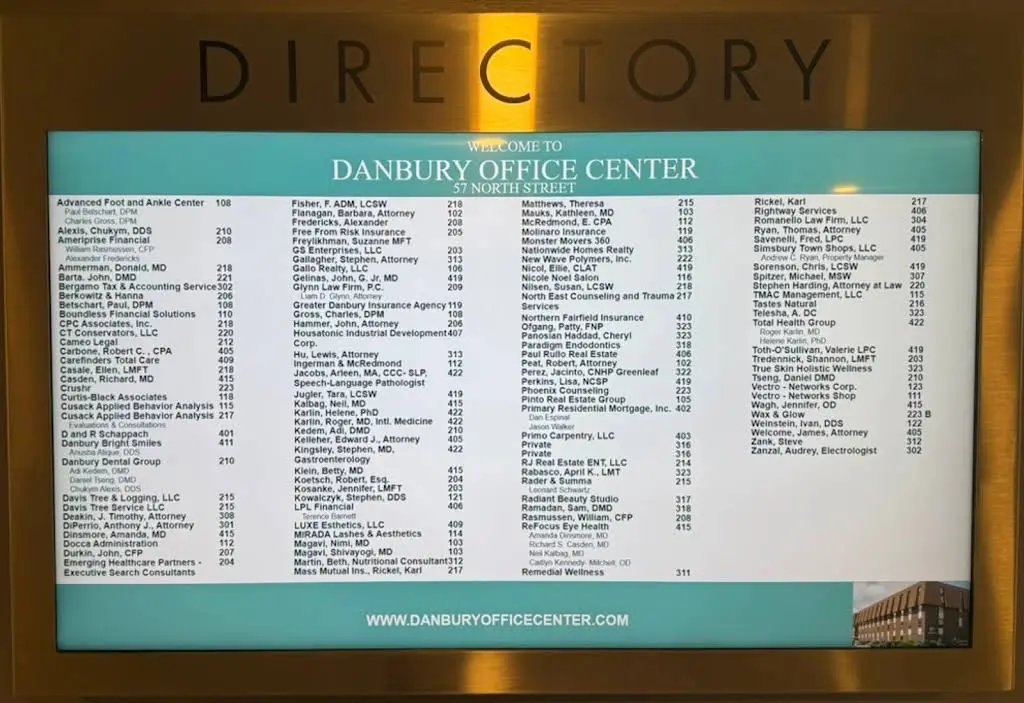 DIRECTORY
WELCOME TO
DANBURY OFFICE CENTER
57 NORTH STREET
Advanced Foot and Ankle Center 108
Paul Betschart, DPM
Charles Gross, DPM
Alexis, Chukym, DDS 210
Ameriprise Financial 208
William Rasmussen, CFP
Alexander Fredericks
Ammerman, Donald, MD 218
Barta, John, DMD 221
Bergamo Tax & Accounting Service 302
Berkowitz & Hanna 206
Betschart, Paul, DPM 108
Boundless Financial Solutions 110
CPC Associates, Inc. 218
CT Conservators, LLC 220
Cameo Legal 212
Carbone, Robert C. , CPA 405
Carefinders Total Care 409
Casale, Ellen, LMFT 218
Casden, Richard, MD 415
Crushr 223
Curtis-Black Associates 118
Cusack Applied Behavior Analysis 115
Cusack Applied Behavior Analysis 217
Evaluations & Consultations
D and R Schappach 401
Danbury Bright Smiles 411
Anusha Atique, DDS
Danbury Dental Group 210
Adi Kedem, DMD
Daniel Tseng, DMD
Chukym Alexis, DDS
Davis Tree & Logging, LLC 215
Davis Tree Service LLC 215
Deakin, J. Timothy, Attorney 308
DiPerrio, Anthony J., Attorney 301
Dinsmore, Amanda, MD 415
Docca Administration 112
Durkin, John, CFP 207
Emerging Healthcare Partners - 204
Executive Search Consultants
Fisher, F. ADM, LCSW 218
Flanagan, Barbara, Attorney 102
Fredericks, Alexander 208
Free From Risk Insurance 205
Freylikhman, Suzanne MFT
GS Enterprises, LLC 203
Gallagher, Stephen, Attorney 313
Gallo Realty, LLC 106
Gelinas, John, G. Jr, MD 419
Glynn Law Firm, P.C. 209
Liam D. Glynn, Attorney
Greater Danbury Insurance Agency 119
Gross, Charles, DPM 108
Hammer, John, Attorney 206
Housatonic Industrial Development 407
Corp.
Hu, Lewis, Attorney 313
Ingerman & McRedmond 112
Jacobs, Arleen, MA, CCC- SLP, 422
Speech-Language Pathologist
Jugler, Tara, LCSW 419
Kalbag, Neil, MD 415
Karlin, Helene, PhD 422
Karlin, Roger, MD, Intl. Medicine 422
Kedem, Adi, DMD 210
Kelleher, Edward J., Attorney 405
Kingsley, Stephen, MD, 422
Gastroenterology
Klein, Betty, MD 415
Koetsch, Robert, Esq. 204
Kosanke, Jennifer, LMFT 203
Kowalczyk, Stephen, DDS 121
LPL Financial 406
Terence Barnett
LUXE Esthetics, LLC 409
MIRADA Lashes & Aesthetics 114
Magavi, Nimi, MD 103
Magavi, Shivayogi, MD 103
Martin, Beth, Nutritional Consultant 312
Mass Mutual Ins., Rickel, Karl 217
Matthews, Theresa 215
Mauks, Kathleen, MD 103
McRedmond, E. CPA 112
Molinaro Insurance 119
Monster Movers 360 406
Nationwide Homes Realty 313
New Wave Polymers, Inc. 222
Nicol, Ellie, CLAT 419
Nicole Noel Salon 116
Nilsen, Susan, LCSW 218
North East Counseling and Trauma 217
Services
Northern Fairfield Insurance 410
Ofgang, Patty, FNP 323
Panosian Haddad, Cheryl 323
Paradigm Endodontics 318
Paul Rullo Real Estate 406
Peat, Robert, Attorney 102
Perez, Jacinto, CNHP Greenleaf 322
Perkins, Lisa, NCSP 419
Phoenix Counseling 223
Pinto Real Estate Group 105
Primary Residential Mortgage, Inc. 402
Dan Espinal
Jason Walker
Primo Carpentry, LLC 403
Private 316
Private 316
RJ Real Estate ENT, LLC 214
Rabasco, April K., LMT 323
Rader & Summa 215
Leonard Schwartz
Radiant Beauty Studio 317
Ramadan, Sam, DMD 318
Rasmussen, William, CFP 208
ReFocus Eye Health 415
Amanda Dinsmore, MD
Richard S. Casden, MD
Neil Kalbag, MD
Caitlyn Kennedy- Mitchell, OD
Remedial Wellness 311
Rickel, Karl 217
Rightway Services 406
Romanello Law Firm, LLC 304
Ryan, Thomas, Attorney 405
Savenelli, Fred, LPC 419
Simsbury Town Shops, LLC 405
Andrew C. Ryan, Property Manager
Sorenson, Chris, LCSW 419
Spitzer, Michael, MSW 307
Stephen Harding, Attorney at Law 220
TMAC Management, LLC 115
Tastes Natural 216
Telesha, A. DC 323
Total Health Group 422
Roger Karlin, MD
Helene Karlin, PhD
Toth-O'Sullivan, Valerie LPC 419
Tredennick, Shannon, LMFT 203
True Skin Holistic Wellness 323
Tseng, Daniel DMD 210
Vectro - Networks Corp. 123
Vectro - Networks Shop 111
Wagh, Jennifer, OD 415
Wax & Glow 223 B
Weinstein, Ivan, DDS 122
Welcome, James, Attorney 405
Zank, Steve 312
Zanzal, Audrey, Electrologist 302
WWW.DANBURYOFFICECENTER.COM